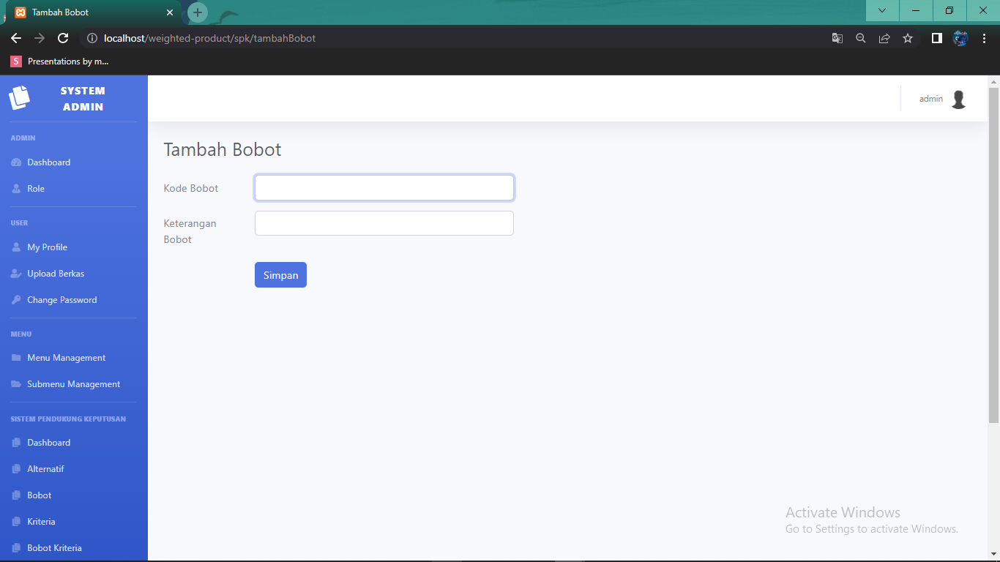 Tambah Bobot
localhost/weighted-product/spk/tambahBobot
S Presentations by m...
SYSTEM
ADMIN
admin
ADMIN
Dashboard
Role
USER
My Profile
Upload Berkas
Change Password
MENU
Menu Management
Submenu Management
SISTEM PENDUKUNG KEPUTUSAN
Dashboard
Alternatif
Bobot
Kriteria
Bobot Kriteria
Tambah Bobot
Kode Bobot
Keterangan
Bobot
Simpan
Activate Windows
Go to Settings to activate Windows.